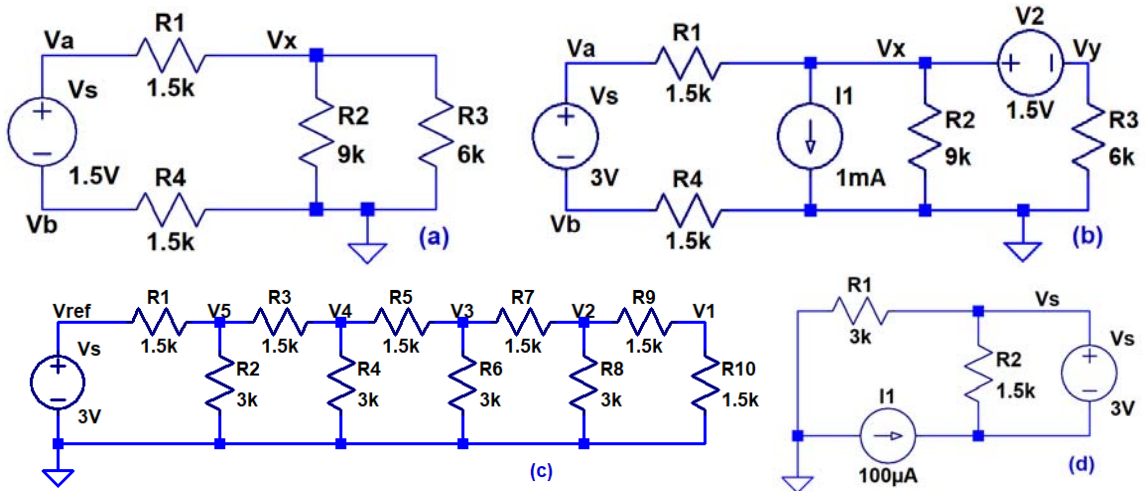 Va R1 Vx
1.5k
Vs
+
−
1.5V
R2
9k
R3
6k
R4
1.5k
Vb
(a)
Va R1 Vx V2 Vy
1.5k
Vs
+
−
3V
I1
1mA
R2
9k
+ −
1.5V
R3
6k
R4
1.5k
Vb
(b)
Vref R1 V5 R3 V4 R5 V3 R7 V2 R9 V1
1.5k 1.5k 1.5k 1.5k 1.5k
Vs
+
−
3V
R2 R4 R6 R8 R10
3k 3k 3k 3k 1.5k
(c)
R1 Vs
3k
R2
1.5k
Vs
+
−
3V
I1
100µA
(d)